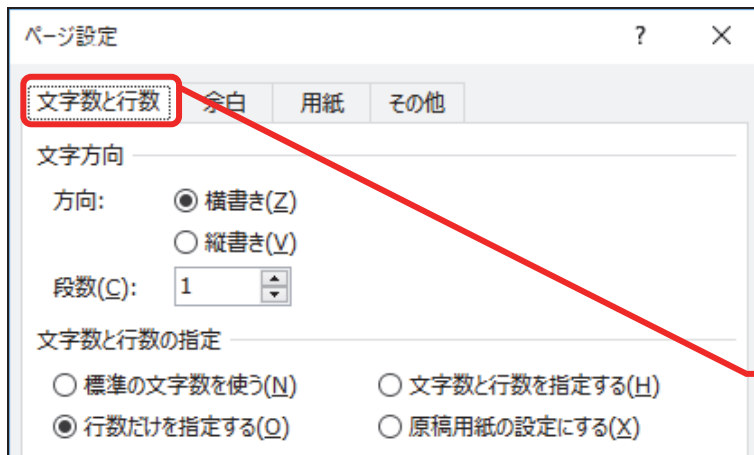 ページ設定 ? ×
文字数と行数 余白 用紙 その他
文字方向
方向: 横書き(Z)
縦書き(V)
段数(C): 1
文字数と行数の指定
標準の文字数を使う(N) 文字数と行数を指定する(H)
行数だけを指定する(O) 原稿用紙の設定にする(X)